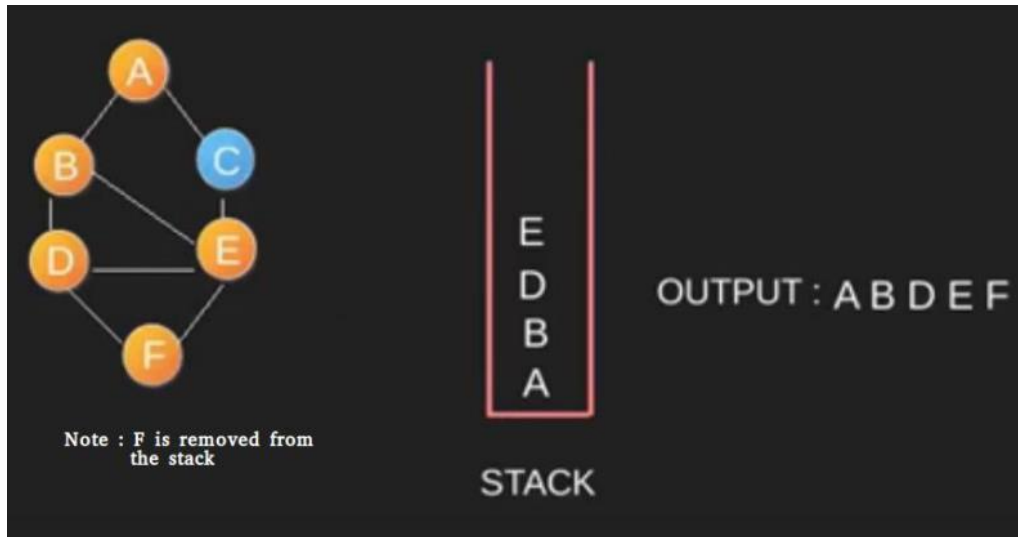 A
B
C
D
E
F
Note : F is removed from
the stack
E
D
B
A
STACK
OUTPUT : A B D E F